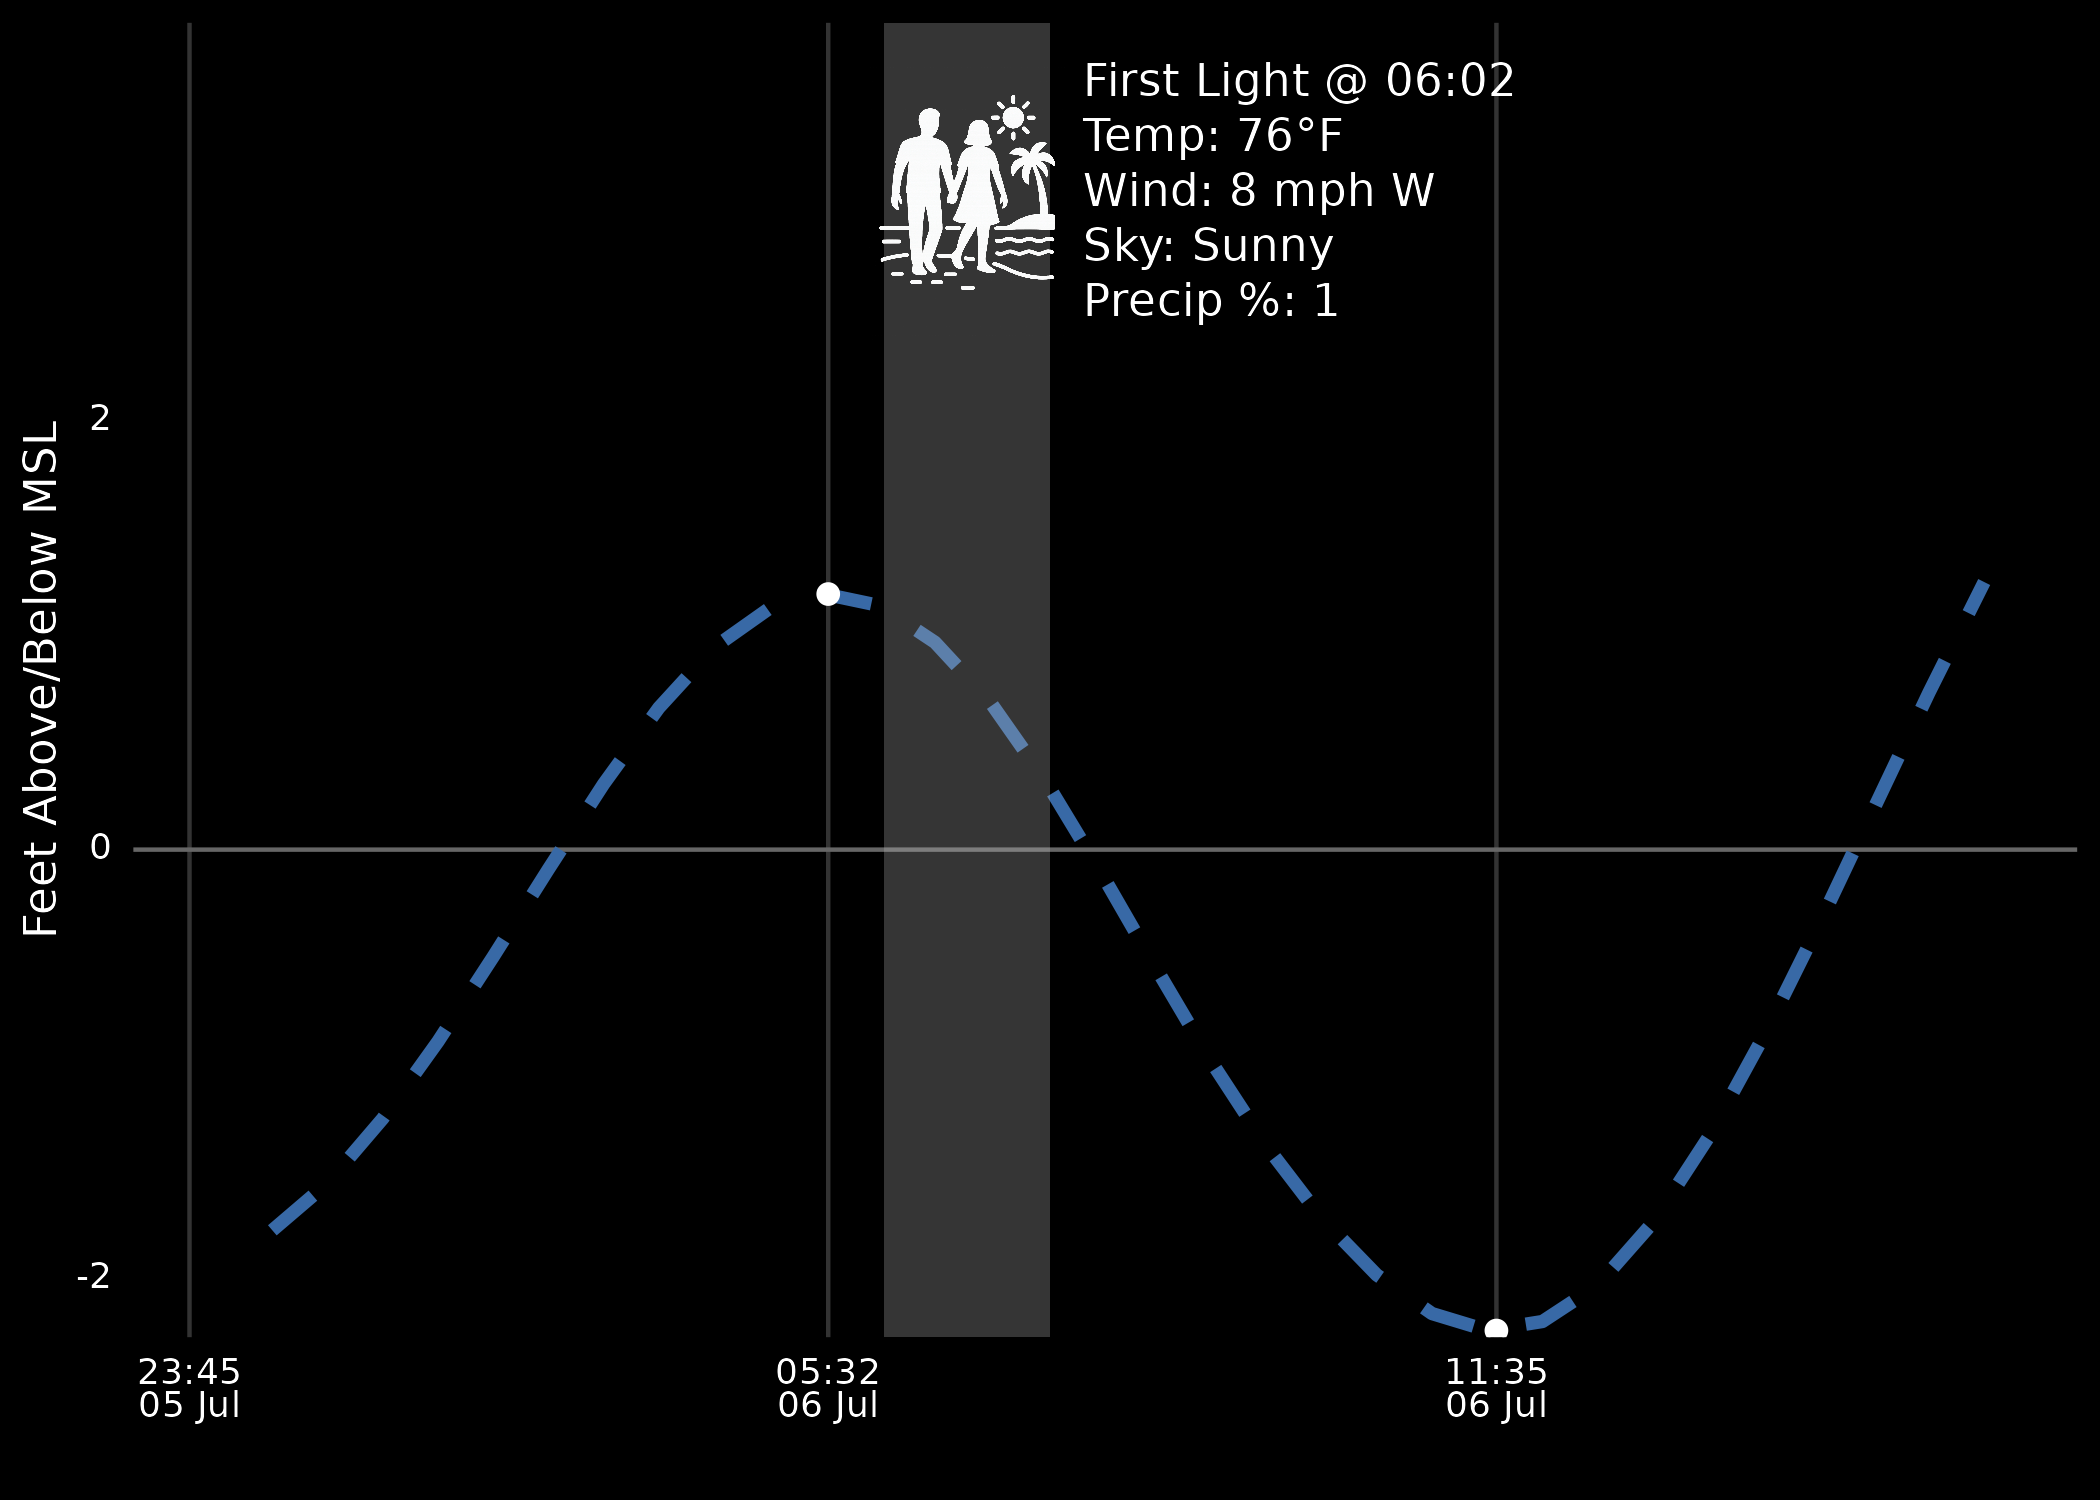 First Light @ 06:02
Temp: 76°F
Wind: 8 mph W
Sky: Sunny
Precip %: 1
Feet Above/Below MSL
2
0
-2
23:45
05 Jul
05:32
06 Jul
11:35
06 Jul